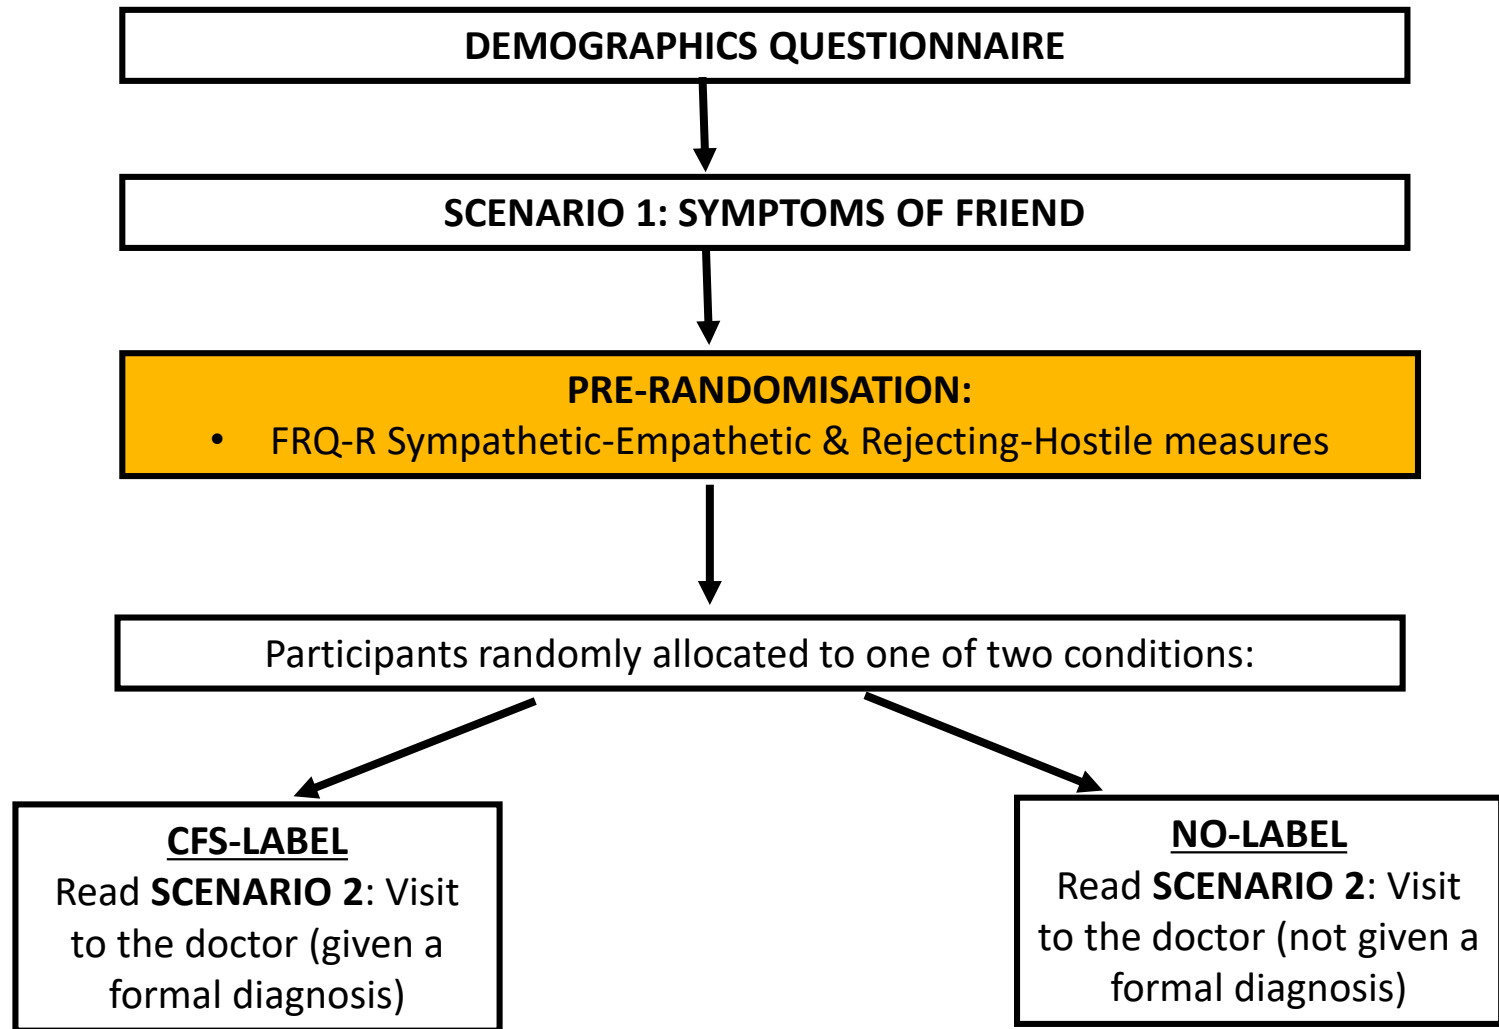 DEMOGRAPHICS QUESTIONNAIRE
SCENARIO 1: SYMPTOMS OF FRIEND
PRE-RANDOMISATION:
• FRQ-R Sympathetic-Empathetic & Rejecting-Hostile measures
Participants randomly allocated to one of two conditions:
CFS-LABEL
Read SCENARIO 2: Visit
to the doctor (given a
formal diagnosis)
NO-LABEL
Read SCENARIO 2: Visit
to the doctor (not given a
formal diagnosis)